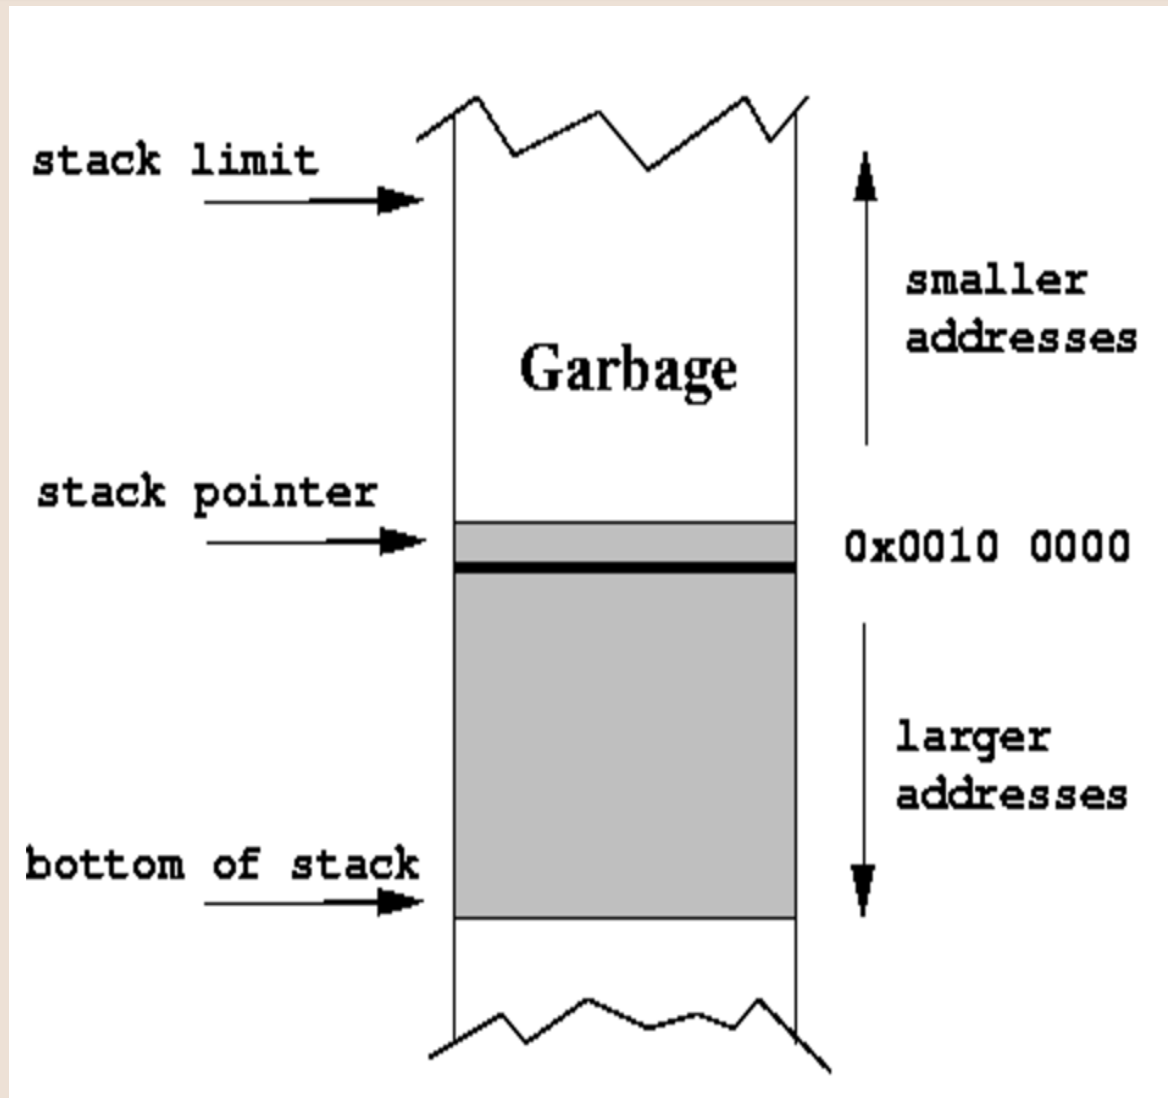 stack limit
smaller
addresses
Garbage
stack pointer
0x0010 0000
larger
addresses
bottom of stack